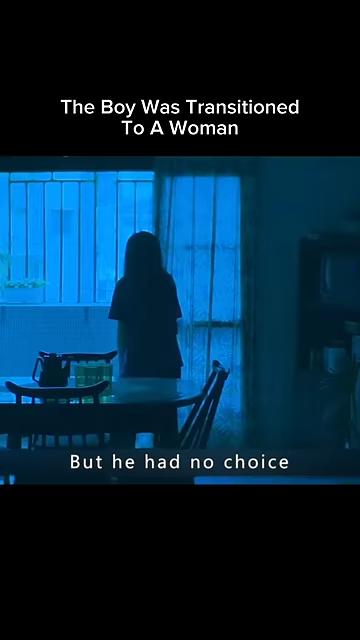 The Boy Was Transitioned
To A Woman
But he had no choice